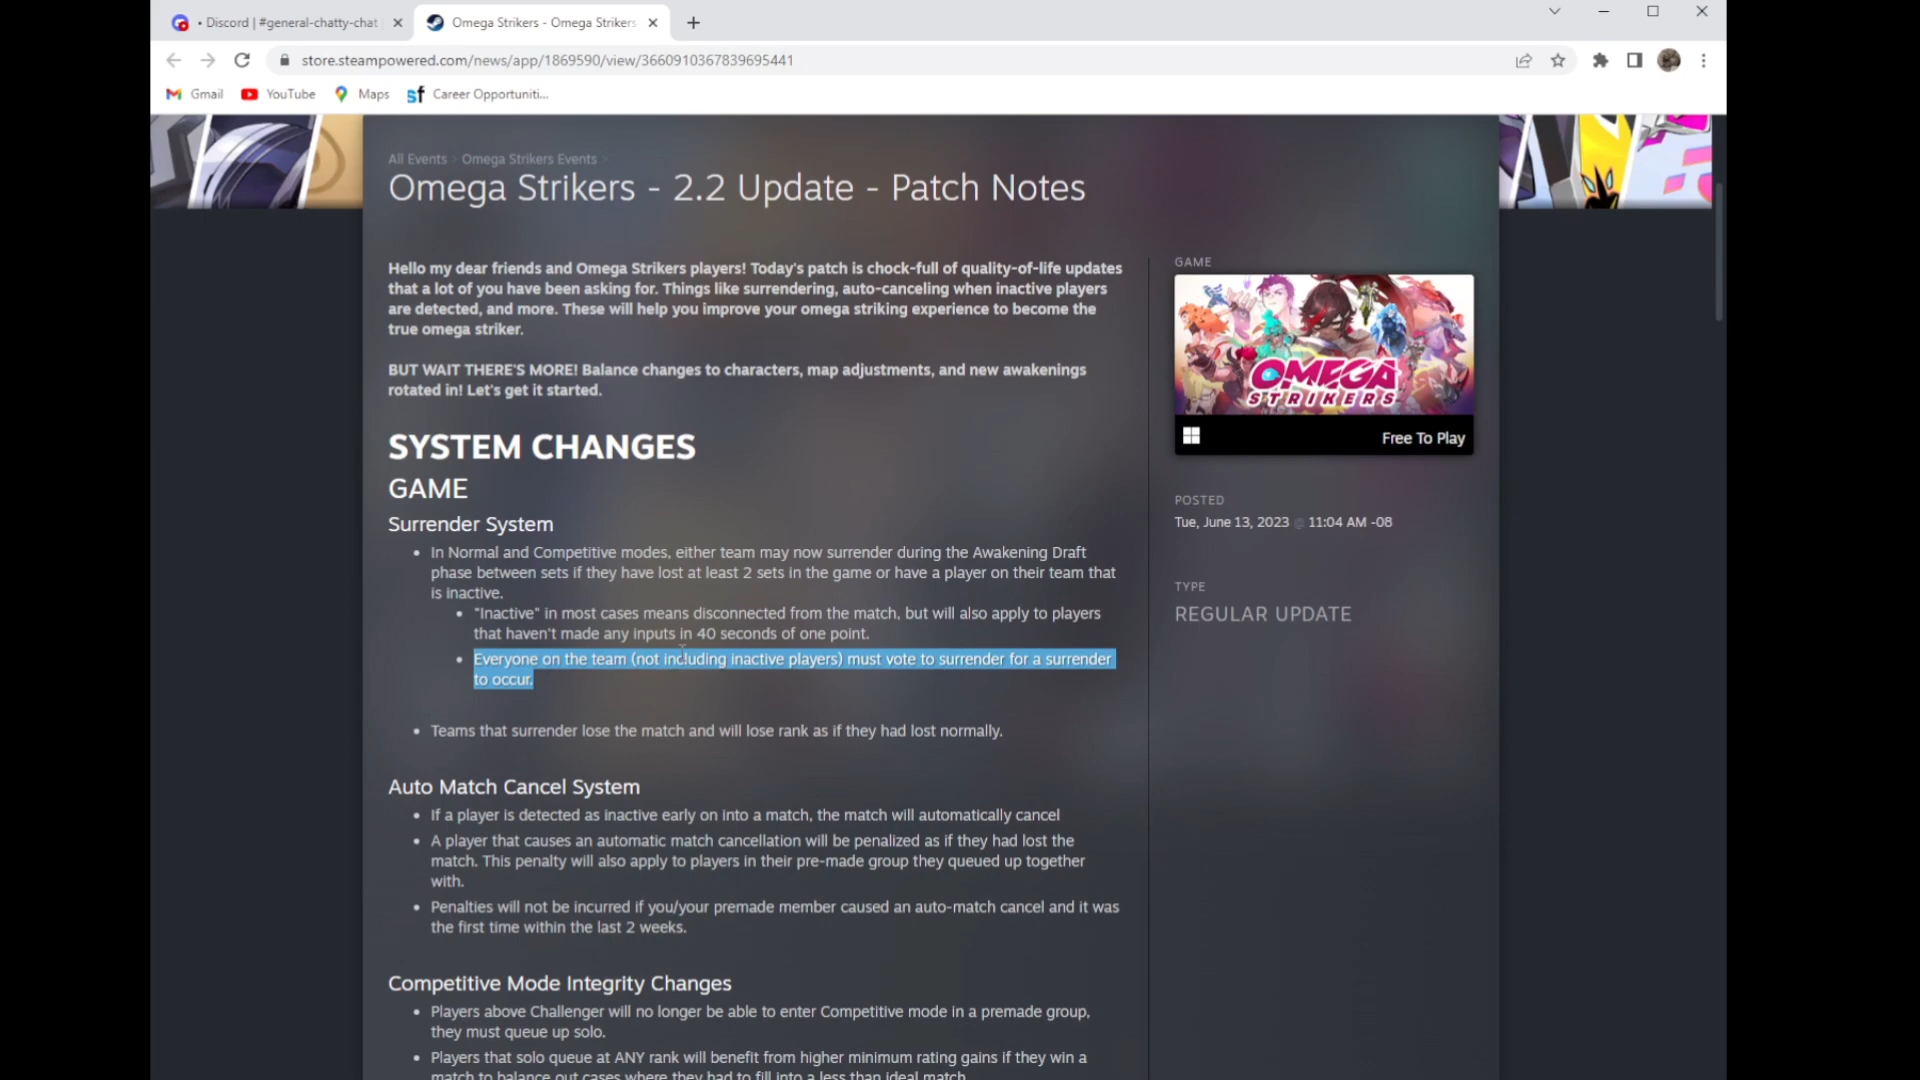 • Discord | #general-chatty-chat
Omega Strikers - Omega Strikers
store.steampowered.com/news/app/1869590/view/3660910367839695441
Gmail YouTube Maps Career Opportuniti...
All Events > Omega Strikers Events >
Omega Strikers - 2.2 Update - Patch Notes
Hello my dear friends and Omega Strikers players! Today's patch is chock-full of quality-of-life updates
that a lot of you have been asking for. Things like surrendering, auto-canceling when inactive players
are detected, and more. These will help you improve your omega striking experience to become the
true omega striker.
BUT WAIT THERE'S MORE! Balance changes to characters, map adjustments, and new awakenings
rotated in! Let's get it started.
SYSTEM CHANGES
GAME
Surrender System
• In Normal and Competitive modes, either team may now surrender during the Awakening Draft
phase between sets if they have lost at least 2 sets in the game or have a player on their team that
is inactive.
• "Inactive" in most cases means disconnected from the match, but will also apply to players
that haven't made any inputs in 40 seconds of one point.
• Everyone on the team (not including inactive players) must vote to surrender for a surrender
to occur.
• Teams that surrender lose the match and will lose rank as if they had lost normally.
Auto Match Cancel System
• If a player is detected as inactive early on into a match, the match will automatically cancel
• A player that causes an automatic match cancellation will be penalized as if they had lost the
match. This penalty will also apply to players in their pre-made group they queued up together
with.
• Penalties will not be incurred if you/your premade member caused an auto-match cancel and it was
the first time within the last 2 weeks.
Competitive Mode Integrity Changes
• Players above Challenger will no longer be able to enter Competitive mode in a premade group,
they must queue up solo.
• Players that solo queue at ANY rank will benefit from higher minimum rating gains if they win a
match to balance out cases where they had to fill into a less than ideal match
GAME
OMEGA
STRIKERS
Free To Play
POSTED
Tue, June 13, 2023 @ 11:04 AM -08
TYPE
REGULAR UPDATE